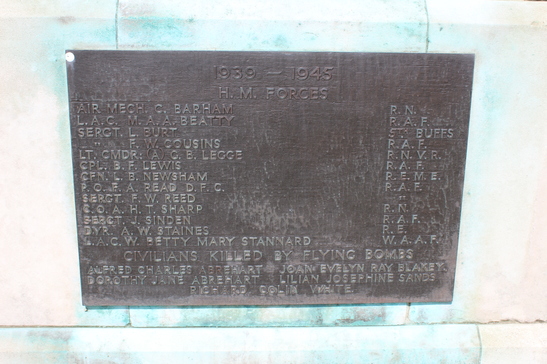 1939 — 1945
H. M. FORCES
AIR MECH. C. BARHAM R. N.
L. A. C. M. A. A. BEATTY R. A. F.
SERGT. L. BURT 5TH BUFFS
" F. W. COUSINS R. A. F.
LT. CMDR. (A) G. B. LEGGE R. N. V. R.
CPL. B. F. LEWIS R. A. F.
CFN. L. B. NEWSHAM R. E. M. E.
P. O. F. A. READ D. F. C. R. A. F.
SERGT. F. W. REED "
C. O. A. H. T. SHARP R. N.
SERGT. J. SINDEN R. A. F.
DVR. A. W. STAINES R. E.
L. A. C. W. BETTY MARY STANNARD W. A. A. F.
CIVILIANS KILLED BY FLYING BOMBS
ALFRED CHARLES ABREHART JOAN EVELYN RAY BLAKEY
DOROTHY JANE ABREHART LILIAN JOSEPHINE SANDS
RICHARD COLIN WHITE